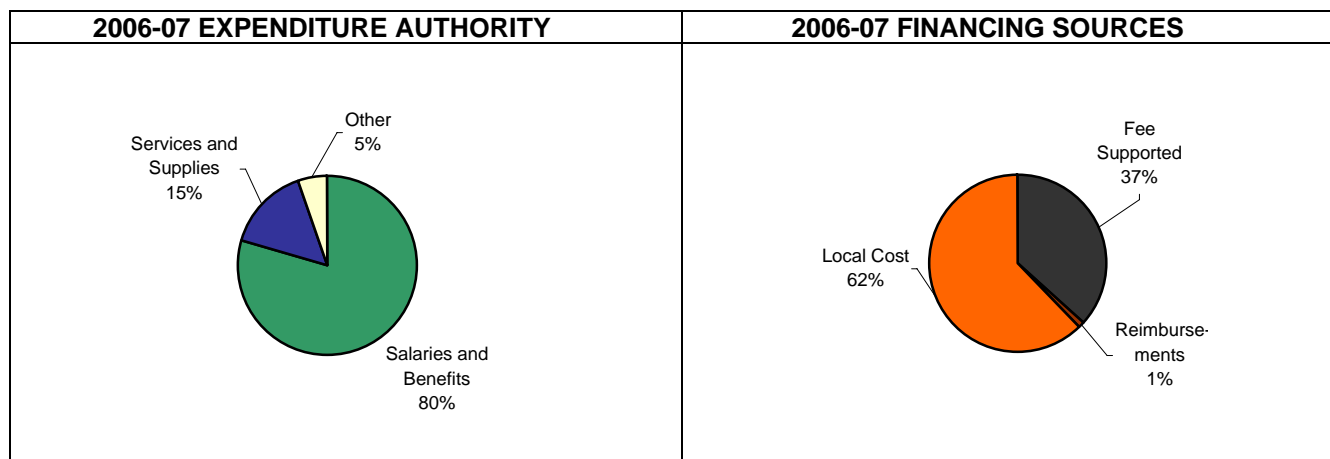 2006-07 EXPENDITURE AUTHORITY
Other
5%
Services and
Supplies
15%
Salaries and
Benefits
80%
2006-07 FINANCING SOURCES
Fee
Supported
37%
Local Cost
62%
Reimburse-
ments
1%